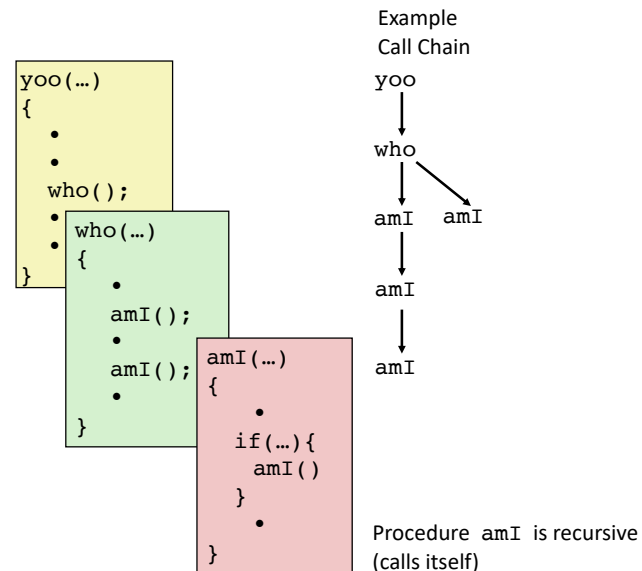 yoo(…)
{
•
•
who();
•
•
}
who(…)
{
•
amI();
•
amI();
•
}
amI(…)
{
•
if(…){
amI()
}
•
}
Example
Call Chain
yoo
who
amI amI
amI
amI
Procedure amI is recursive
(calls itself)